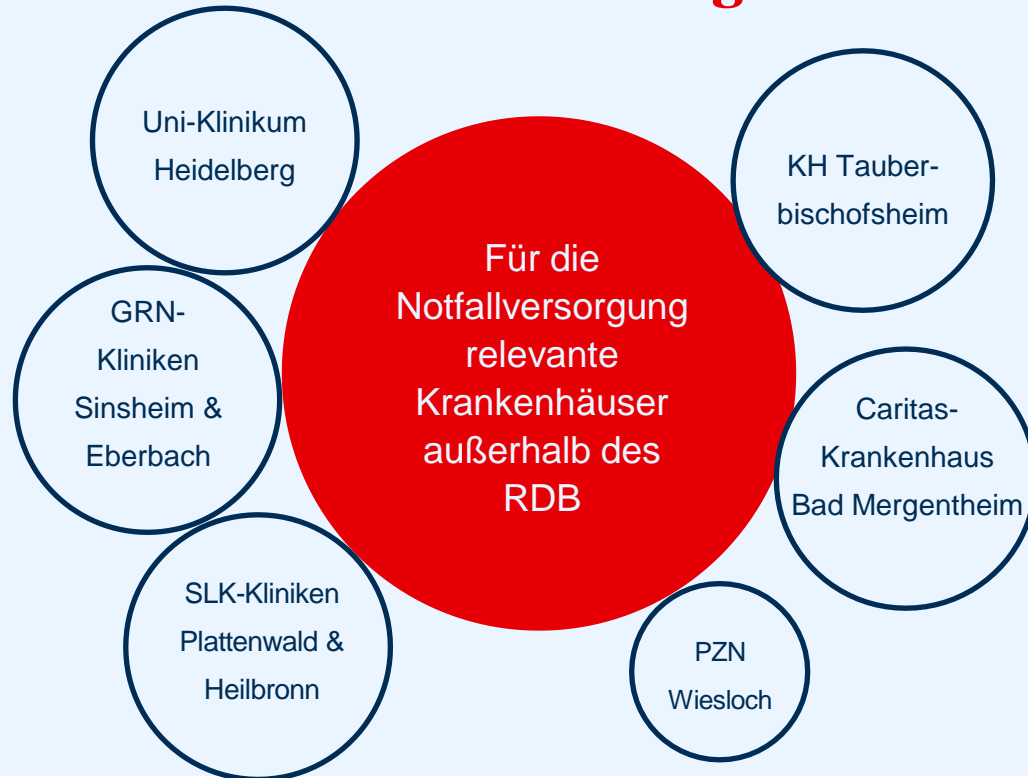 Uni-Klinikum
Heidelberg
KH Tauber-
bischofsheim
Für die
Notfallversorgung
relevante
Krankenhäuser
außerhalb des
RDB
GRN-
Kliniken
Sinsheim &
Eberbach
Caritas-
Krankenhaus
Bad Mergentheim
SLK-Kliniken
Plattenwald &
Heilbronn
PZN
Wiesloch